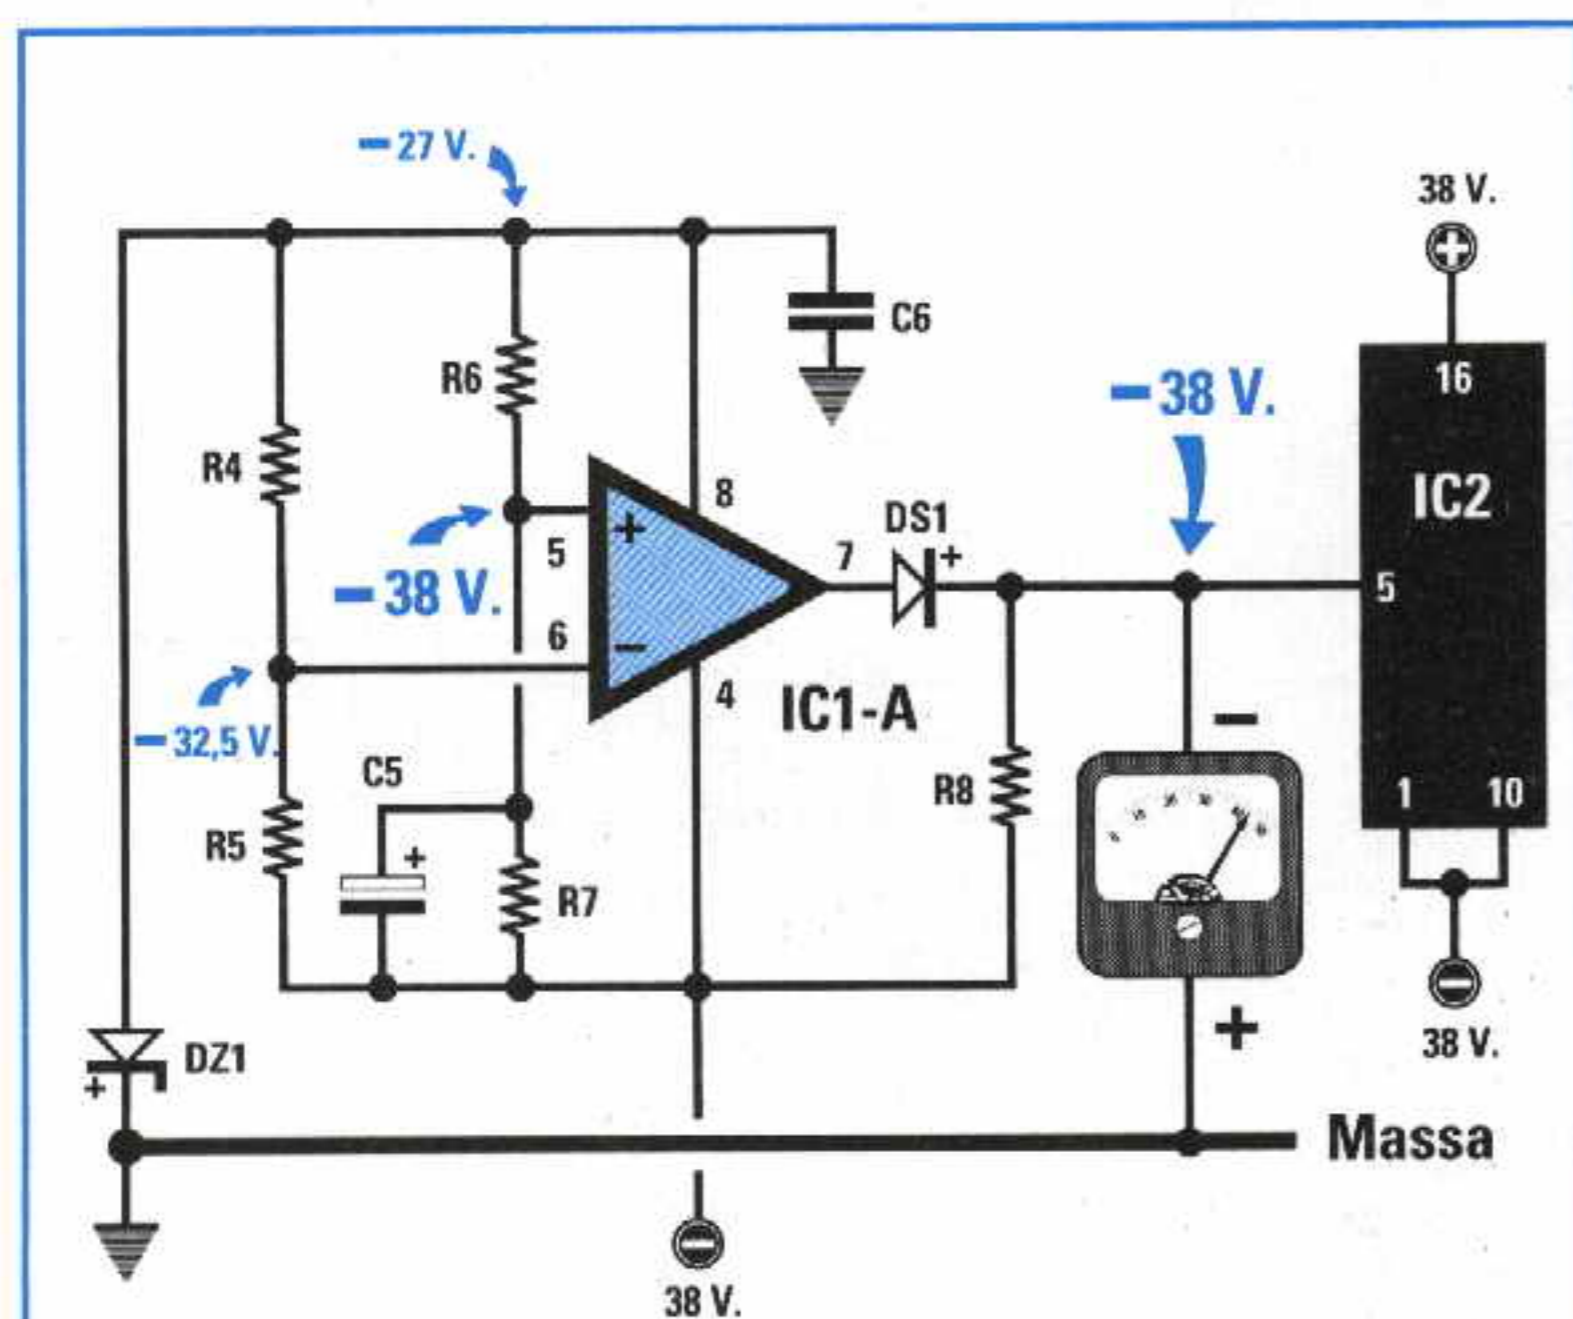 – 27 V.
38 V.
C6
R6
16
R4
– 38 V.
IC2
8
DS1
+
+
5
7
– 38 V.
5
6
–
4
IC1-A
– 32,5 V.
–
C5
R8
1
10
R5
+
R7
+
38 V.
DZ1
+
Massa
38 V.